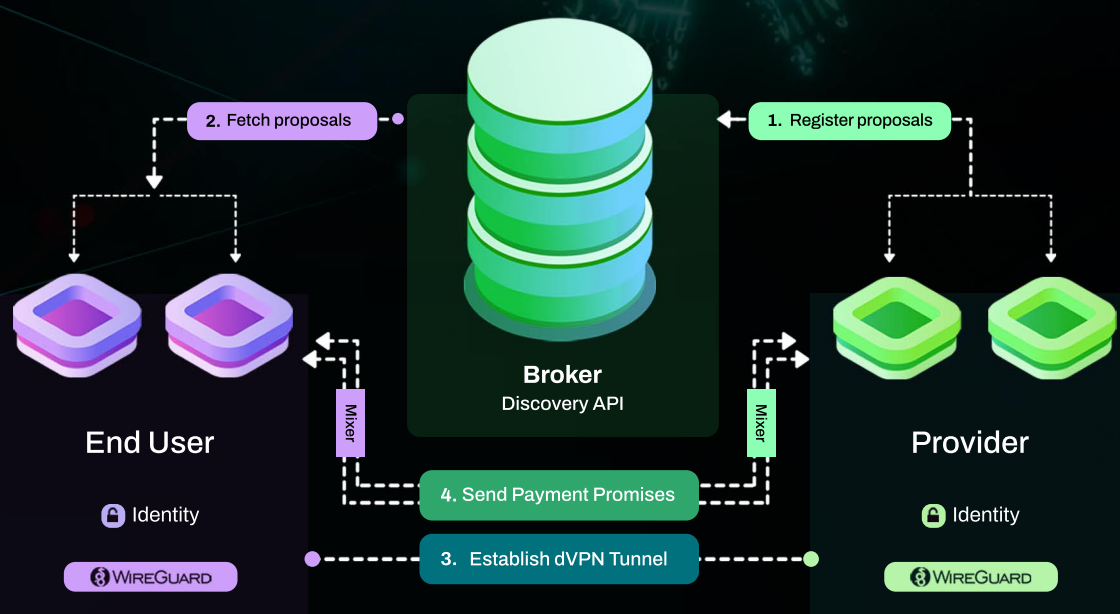 2. Fetch proposals
1. Register proposals
Broker
Discovery API
Mixer
Mixer
End User
Provider
4. Send Payment Promises
Identity
Identity
3. Establish dVPN Tunnel
WIREGUARD
WIREGUARD